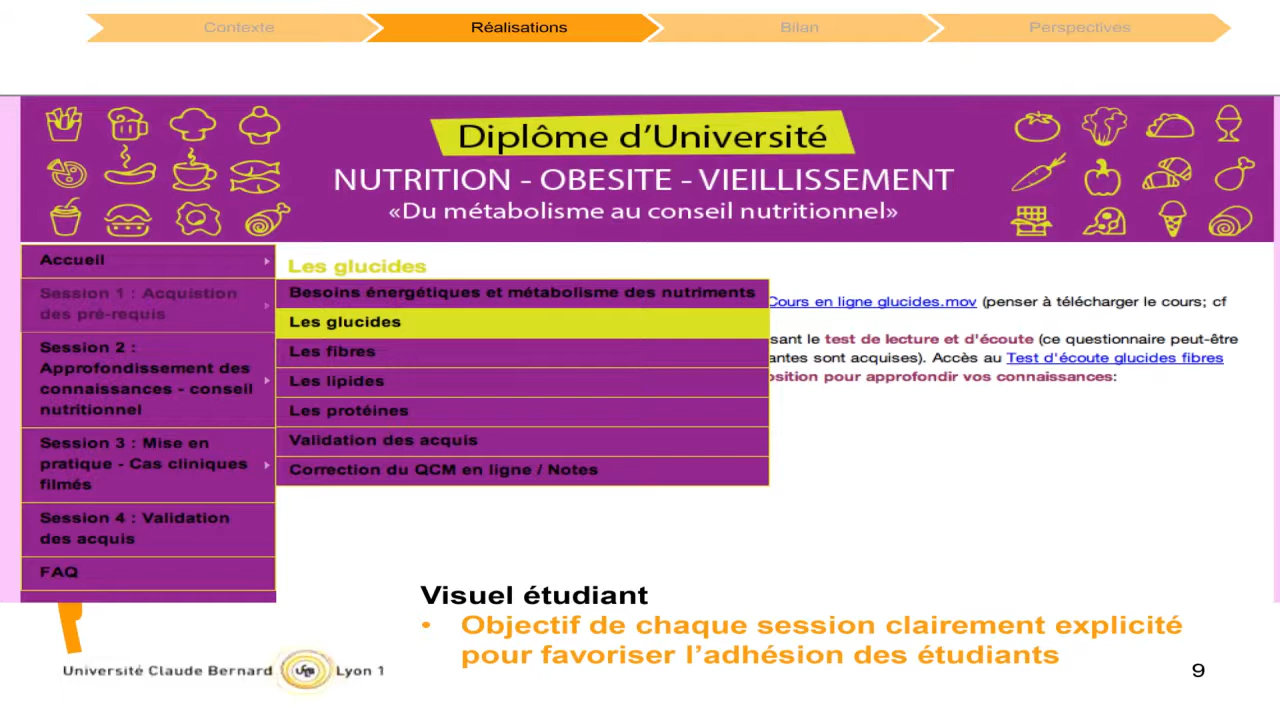 Contexte
Réalisations
Bilan
Perspectives
Diplôme d’Université
NUTRITION - OBESITE - VIEILLISSEMENT
«Du métabolisme au conseil nutritionnel»
Accueil
Session 1 : Acquistion
des pré-requis
Session 2 :
Approfondissement des
connaissances - conseil
nutritionnel
Session 3 : Mise en
pratique - Cas cliniques
filmés
Session 4 : Validation
des acquis
FAQ
Les glucides
Besoins énergétiques et métabolisme des nutriments
Les glucides
Les fibres
Les lipides
Les protéines
Validation des acquis
Correction du QCM en ligne / Notes
Cours en ligne glucides.mov (penser à télécharger le cours; cf
sant le test de lecture et d'écoute (ce questionnaire peut-être
antes sont acquises). Accès au Test d'écoute glucides fibres
osition pour approfondir vos connaissances:
Visuel étudiant
• Objectif de chaque session clairement explicité
pour favoriser l’adhésion des étudiants
Université Claude Bernard Lyon 1
9